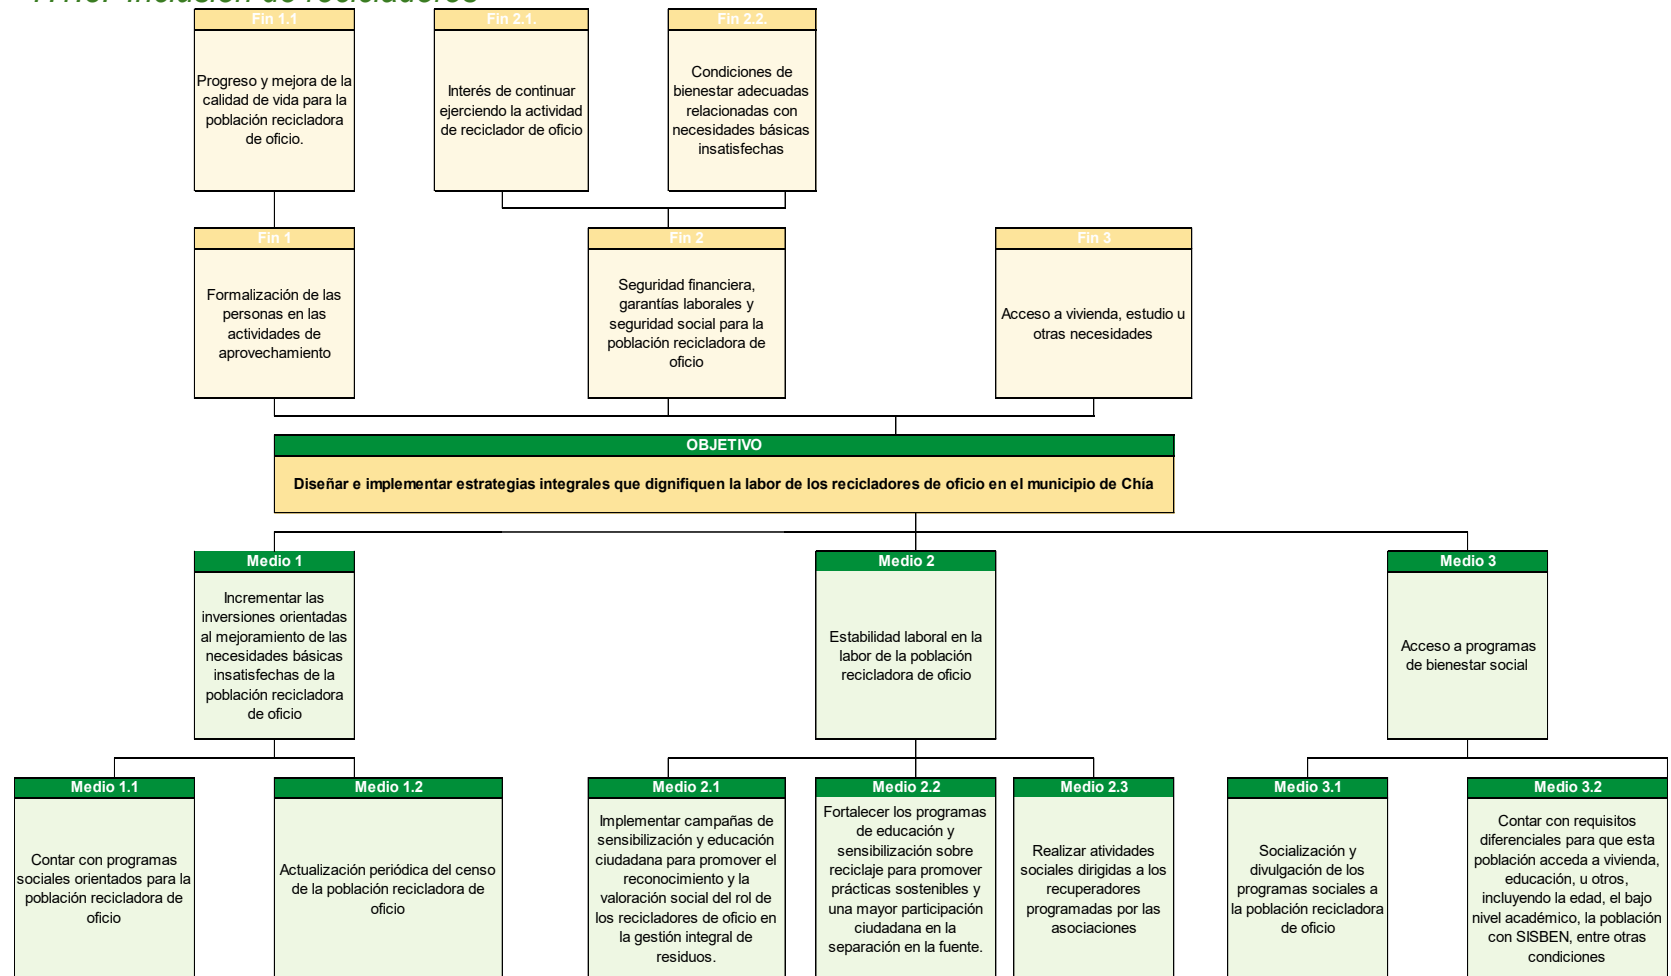 Inclusión de recicladores
Fin 1.1
Progreso y mejora de la
calidad de vida para la
población recicladora
de oficio.
Fin 2.1.
Interés de continuar
ejerciendo la actividad
de reciclador de oficio
Fin 2.2.
Condiciones de
bienestar adecuadas
relacionadas con
necesidades básicas
insatisfechas
Fin 1
Formalización de las
personas en las
actividades de
aprovechamiento
Fin 2
Seguridad financiera,
garantías laborales y
seguridad social para la
población recicladora de
oficio
Fin 3
Acceso a vivienda, estudio u
otras necesidades
OBJETIVO
Diseñar e implementar estrategias integrales que dignifiquen la labor de los recicladores de oficio en el municipio de Chía
Medio 1
Incrementar las
inversiones orientadas
al mejoramiento de las
necesidades básicas
insatisfechas de la
población recicladora
de oficio
Medio 2
Estabilidad laboral en la
labor de la población
recicladora de oficio
Medio 3
Acceso a programas
de bienestar social
Medio 1.1
Contar con programas
sociales orientados para la
población recicladora de
oficio
Medio 1.2
Actualización periódica del censo
de la población recicladora de
oficio
Medio 2.1
Implementar campañas de
sensibilización y educación
ciudadana para promover el
reconocimiento y la
valoración social del rol de
los recicladores de oficio en
la gestión integral de
residuos.
Medio 2.2
Fortalecer los programas
de educación y
sensibilización sobre
reciclaje para promover
prácticas sostenibles y
una mayor participación
ciudadana en la
separación en la fuente.
Medio 2.3
Realizar atividades
sociales dirigidas a los
recuperadores
programadas por las
asociaciones
Medio 3.1
Socialización y
divulgación de los
programas sociales a
la población recicladora
de oficio
Medio 3.2
Contar con requisitos
diferenciales para que esta
población acceda a vivienda,
educación, u otros,
incluyendo la edad, el bajo
nivel académico, la población
con SISBEN, entre otras
condiciones